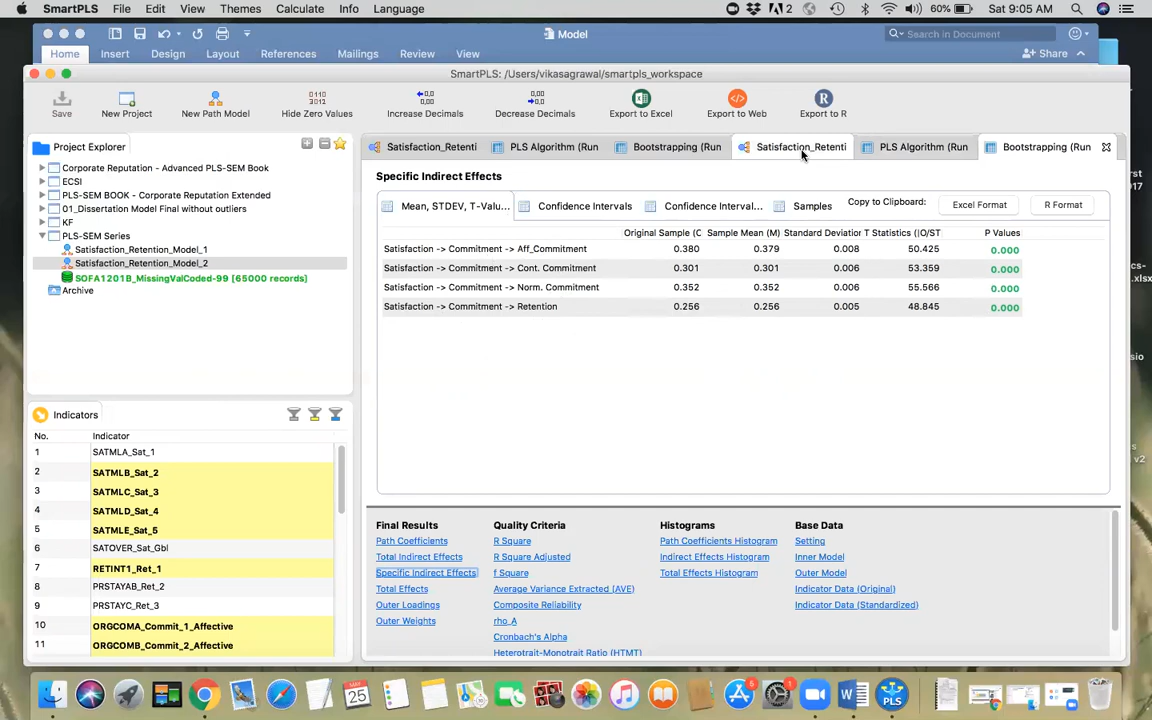 SmartPLS File Edit View Themes Calculate Info Language 60% Sat 9:05 AM
Model Search in Document
Home Insert Design Layout References Mailings Review View Share
SmartPLS: /Users/vikasagrawal/smartpls_workspace
Save New Project New Path Model Hide Zero Values Increase Decimals Decrease Decimals Export to Excel Export to Web Export to R
Project Explorer
Corporate Reputation - Advanced PLS-SEM Book
ECSI
PLS-SEM BOOK - Corporate Reputation Extended
01_Dissertation Model Final without outliers
KF
PLS-SEM Series
Satisfaction_Retention_Model_1
Satisfaction_Retention_Model_2
SOFA1201B_MissingValCoded-99 [65000 records]
Archive
Indicators
No. Indicator
1 SATMLA_Sat_1
2 SATMLB_Sat_2
3 SATMLC_Sat_3
4 SATMLD_Sat_4
5 SATMLE_Sat_5
6 SATOVER_Sat_Gbl
7 RETINT1_Ret_1
8 PRSTAYAB_Ret_2
9 PRSTAYC_Ret_3
10 ORGCOMA_Commit_1_Affective
11 ORGCOMB_Commit_2_Affective
Satisfaction_Retenti PLS Algorithm (Run Bootstrapping (Run Satisfaction_Retenti PLS Algorithm (Run Bootstrapping (Run
Specific Indirect Effects
Mean, STDEV, T-Valu... Confidence Intervals Confidence Interval... Samples Copy to Clipboard: Excel Format R Format
Original Sample (C Sample Mean (M) Standard Deviatior T Statistics (|O/ST P Values
Satisfaction -> Commitment -> Aff_Commitment 0.380 0.379 0.008 50.425 0.000
Satisfaction -> Commitment -> Cont. Commitment 0.301 0.301 0.006 53.359 0.000
Satisfaction -> Commitment -> Norm. Commitment 0.352 0.352 0.006 55.566 0.000
Satisfaction -> Commitment -> Retention 0.256 0.256 0.005 48.845 0.000
Final Results Quality Criteria Histograms Base Data
Path Coefficients R Square Path Coefficients Histogram Setting
Total Indirect Effects R Square Adjusted Indirect Effects Histogram Inner Model
Specific Indirect Effects f Square Total Effects Histogram Outer Model
Total Effects Average Variance Extracted (AVE) Indicator Data (Original)
Outer Loadings Composite Reliability Indicator Data (Standardized)
Outer Weights rho_A
Cronbach's Alpha
Heterotrait-Monotrait Ratio (HTMT)